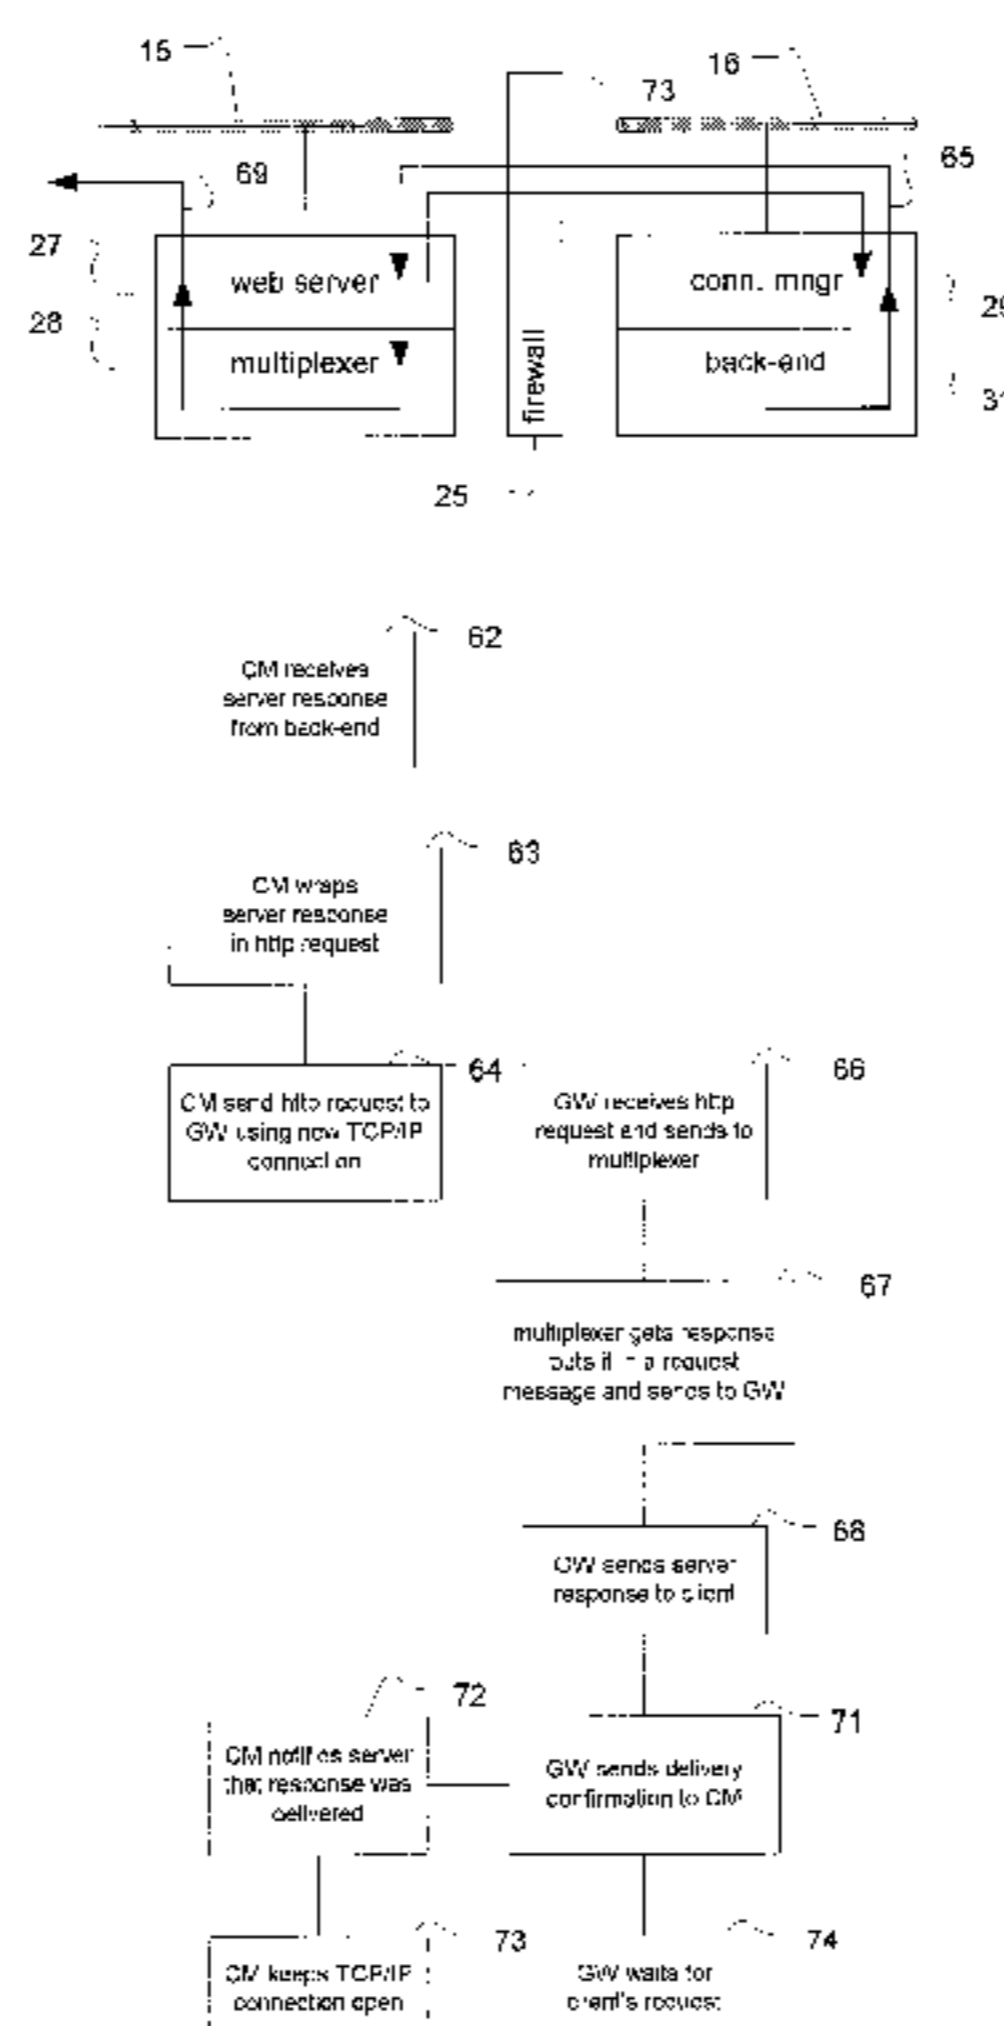 15
16
73
69
65
27
web server
conn. mngr
28
multiplexer
firewall
back-end
25
62
CM receives
server response
from back-end
63
CM wraps
server response
in http request
64
66
CM send http request to
GW using new TCP/IP
connection
GW receives http
request and sends to
multiplexer
67
multiplexer gets response
puts it in a request
message and sends to GW
68
GW sends server
response to client
72
71
CM notifies server
that response was
delivered
GW sends delivery
confirmation to CM
73
74
CM keeps TCP/IP
connection open
GW waits for
client's request